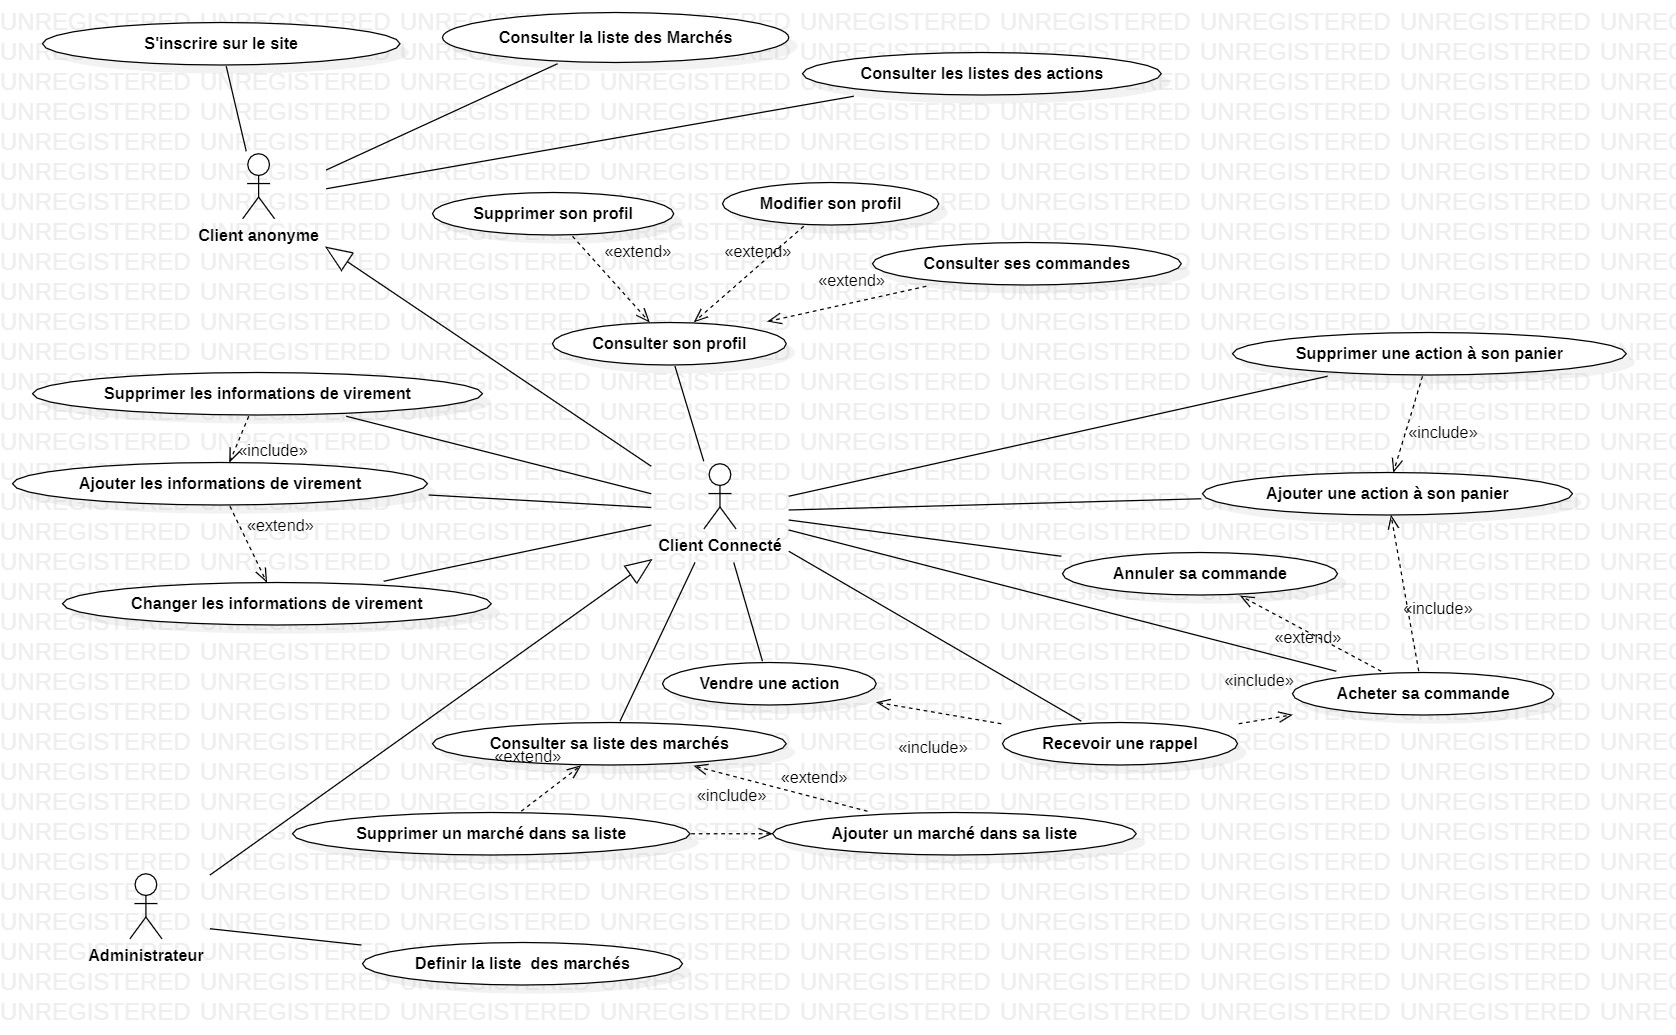 S'inscrire sur le site
Consulter la liste des Marchés
Consulter les listes des actions
Client anonyme
Supprimer son profil
Modifier son profil
«extend»
«extend»
Consulter ses commandes
«extend»
Consulter son profil
Supprimer une action à son panier
Supprimer les informations de virement
«include»
«include»
Ajouter les informations de virement
Ajouter une action à son panier
«extend»
Client Connecté
Annuler sa commande
Changer les informations de virement
«include»
«extend»
Vendre une action
«include»
Acheter sa commande
Consulter sa liste des marchés
«extend»
«include»
Recevoir une rappel
«extend»
«include»
Supprimer un marché dans sa liste
Ajouter un marché dans sa liste
Administrateur
Definir la liste  des marchés
UNREGISTERED UNREGISTERED UNREGISTERED UNREGISTERED UNREGISTERED UNREGISTERED UNREGISTERED UNREGISTERED